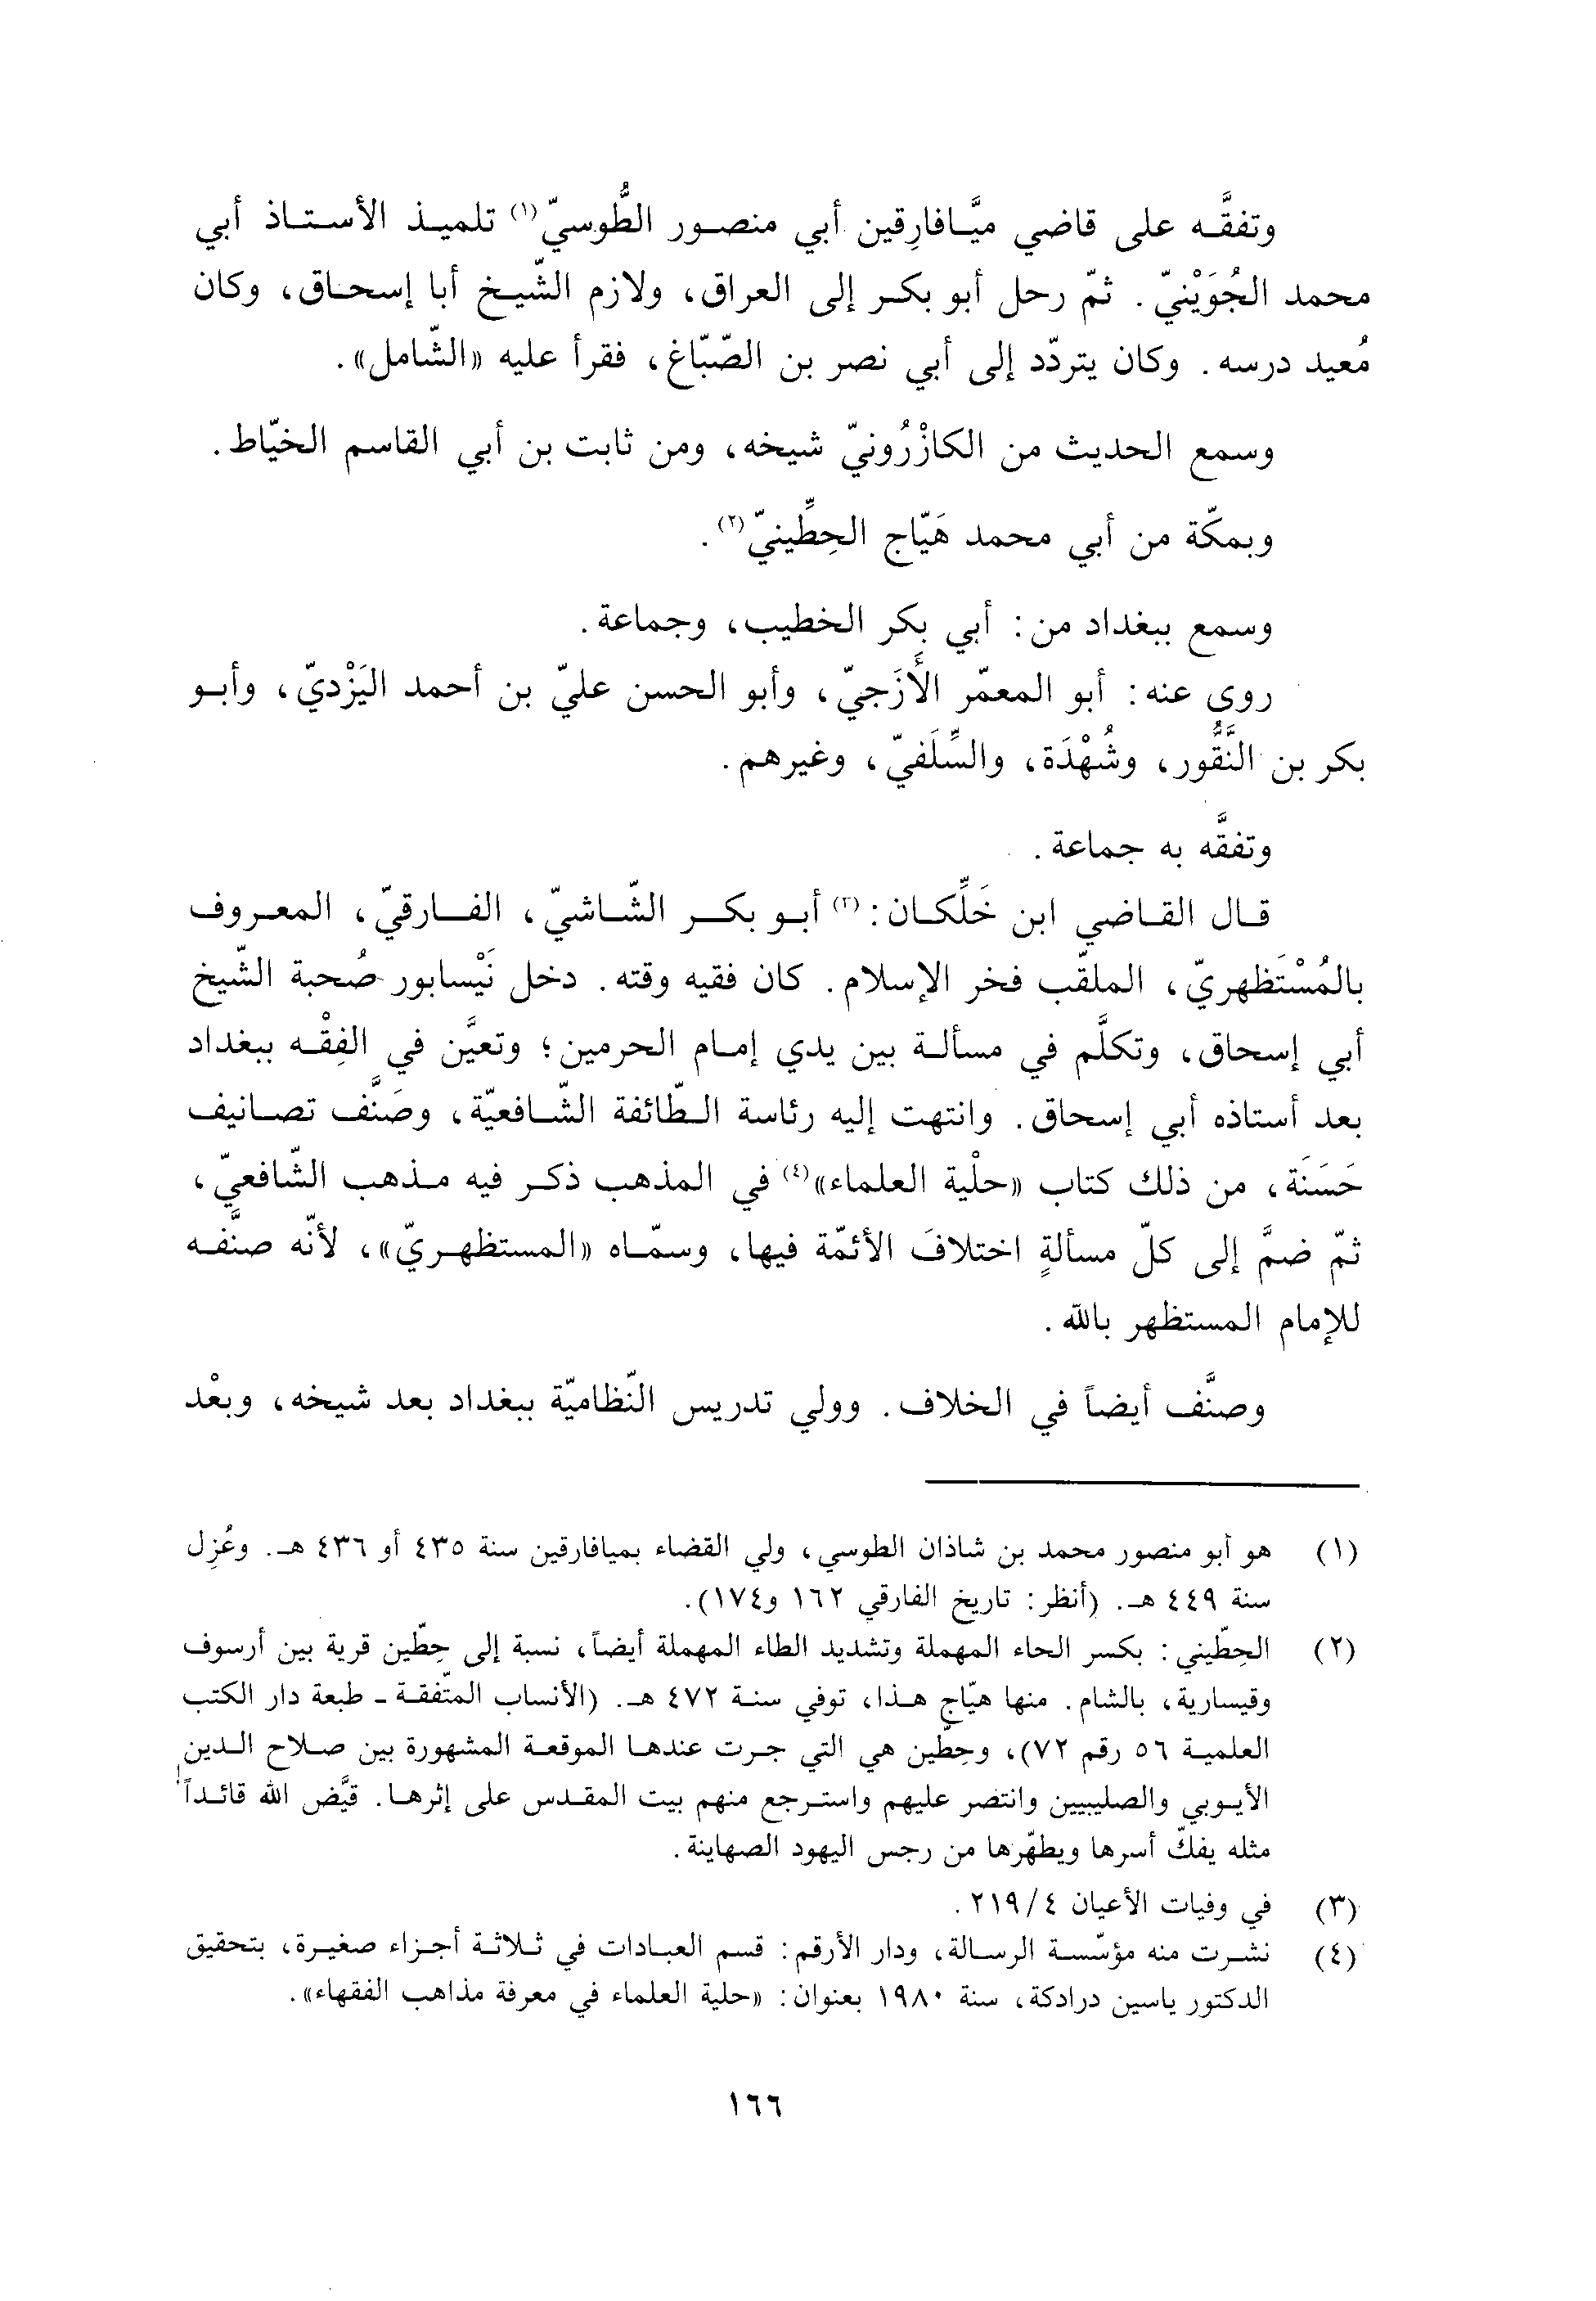 وتفقَّه على قاضي ميَّافارِقين أبي منصور الطُّوسيّ(١) تلميذ الأستاذ أبي
محمد الجُوَيْنيّ. ثمّ رحل أبو بكر إلى العراق، ولازم الشّيخ أبا إسحاق، وكان
مُعيد درسه. وكان يتردّد إلى أبي نصر بن الصّبّاغ، فقرأ عليه «الشّامل».
وسمع الحديث من الكازْرُونيّ شيخه، ومن ثابت بن أبي القاسم الخيّاط.
وبمكّة من أبي محمد هَيّاج الحِطِّينيّ(٢).
وسمع ببغداد من: أبي بكر الخطيب، وجماعة.
روى عنه: أبو المعمّر الأَزَجيّ، وأبو الحسن عليّ بن أحمد اليَزْديّ، وأبو
بكر بن النَّقُّور، وشُهْدَة، والسِّلَفيّ، وغيرهم.
وتفقَّه به جماعة.
قال القاضي ابن خَلِّكان:(٣) أبو بكر الشّاشيّ، الفارقيّ، المعروف
بالمُسْتَظهريّ، الملقّب فخر الإسلام. كان فقيه وقته. دخل نَيْسابور صُحبة الشّيخ
أبي إسحاق، وتكلَّم في مسألة بين يدي إمام الحرمين؛ وتعيَّن في الفِقْه ببغداد
بعد أستاذه أبي إسحاق. وانتهت إليه رئاسة الطّائفة الشّافعيّة، وصَنَّف تصانيف
حَسَنَة، من ذلك كتاب «حلْية العلماء»(٤) في المذهب ذكر فيه مذهب الشّافعيّ،
ثمّ ضمَّ إلى كلّ مسألةٍ اختلافَ الأئمّة فيها، وسمّاه «المستظهريّ»، لأنّه صنَّفه
للإمام المستظهر بالله.
وصنَّف أيضاً في الخلاف. وولي تدريس النّظاميّة ببغداد بعد شيخه، وبعْد
(١) هو أبو منصور محمد بن شاذان الطوسي، ولي القضاء بميافارقين سنة ٤٣٥ أو ٤٣٦ هـ. وعُزِل
سنة ٤٤٩ هـ. (أنظر: تاريخ الفارقي ١٦٢ و١٧٤).
(٢) الحِطّيني: بكسر الحاء المهملة وتشديد الطاء المهملة أيضاً، نسبة إلى حِطّين قرية بين أرسوف
وقيسارية، بالشام. منها هيّاج هذا، توفي سنة ٤٧٢ هـ. (الأنساب المتّفقة - طبعة دار الكتب
العلمية ٥٦ رقم ٧٢)، وحِطّين هي التي جرت عندها الموقعة المشهورة بين صلاح الدين
الأيوبي والصليبيين وانتصر عليهم واسترجع منهم بيت المقدس على إثرها. قيَّض الله قائداً
مثله يفكّ أسرها ويطهّرها من رجس اليهود الصهاينة.
(٣) في وفيات الأعيان ٢١٩/٤.
(٤) نشرت منه مؤسّسة الرسالة، ودار الأرقم: قسم العبادات في ثلاثة أجزاء صغيرة، بتحقيق
الدكتور ياسين درادكة، سنة ١٩٨٠ بعنوان: «حلية العلماء في معرفة مذاهب الفقهاء».
١٦٦